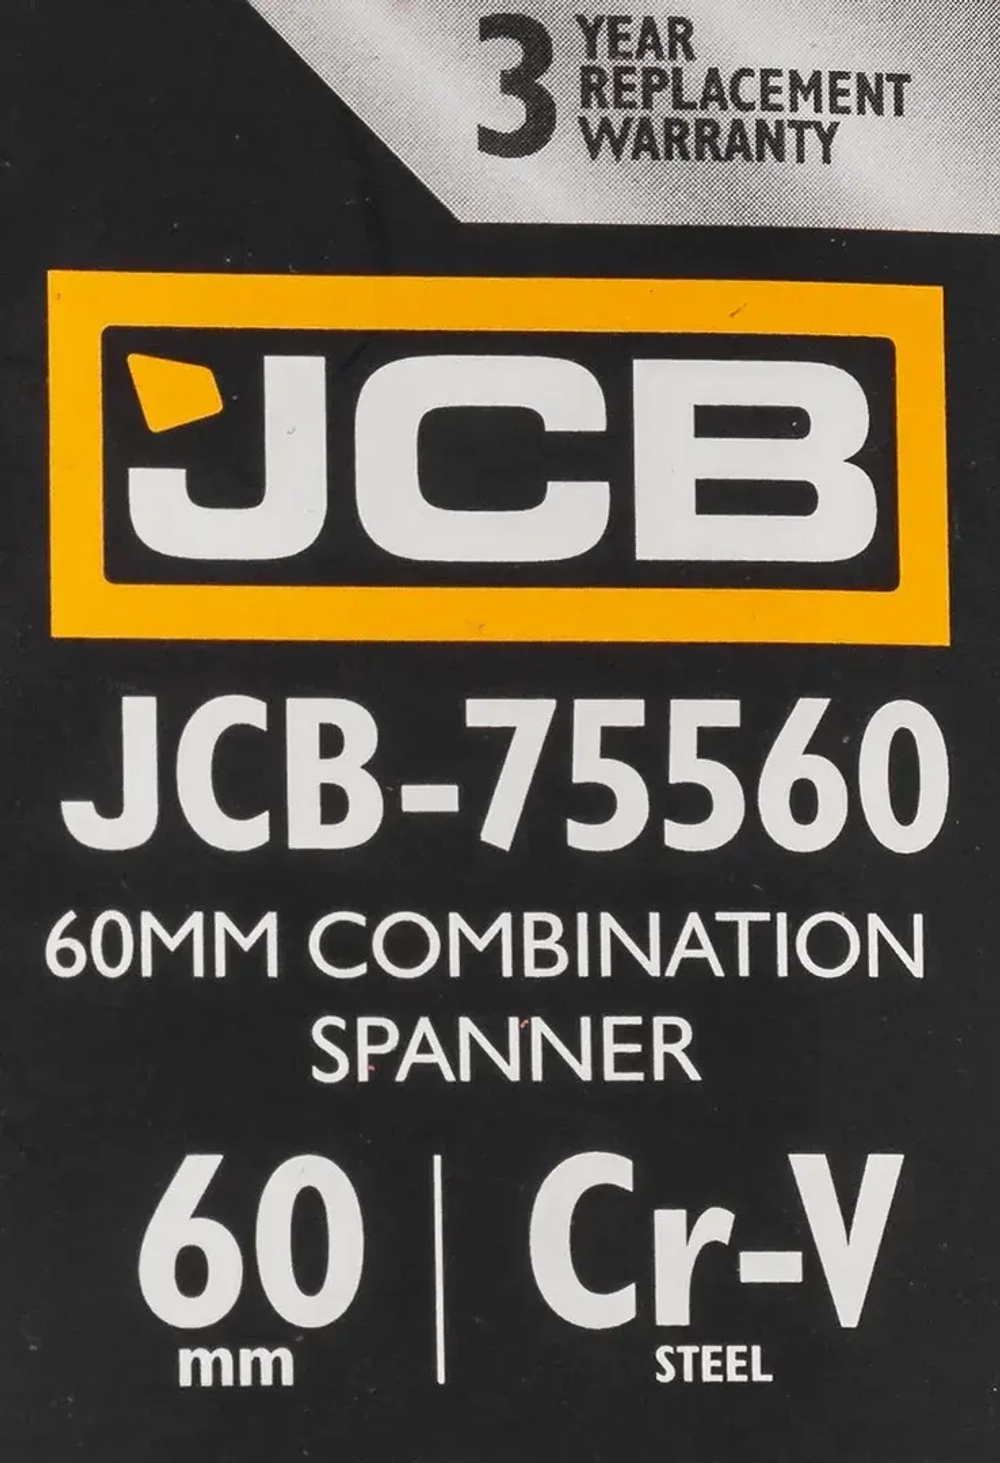 3 YEAR
REPLACEMENT
WARRANTY
JCB
JCB-75560
60MM COMBINATION
SPANNER
60 Cr-V
mm STEEL